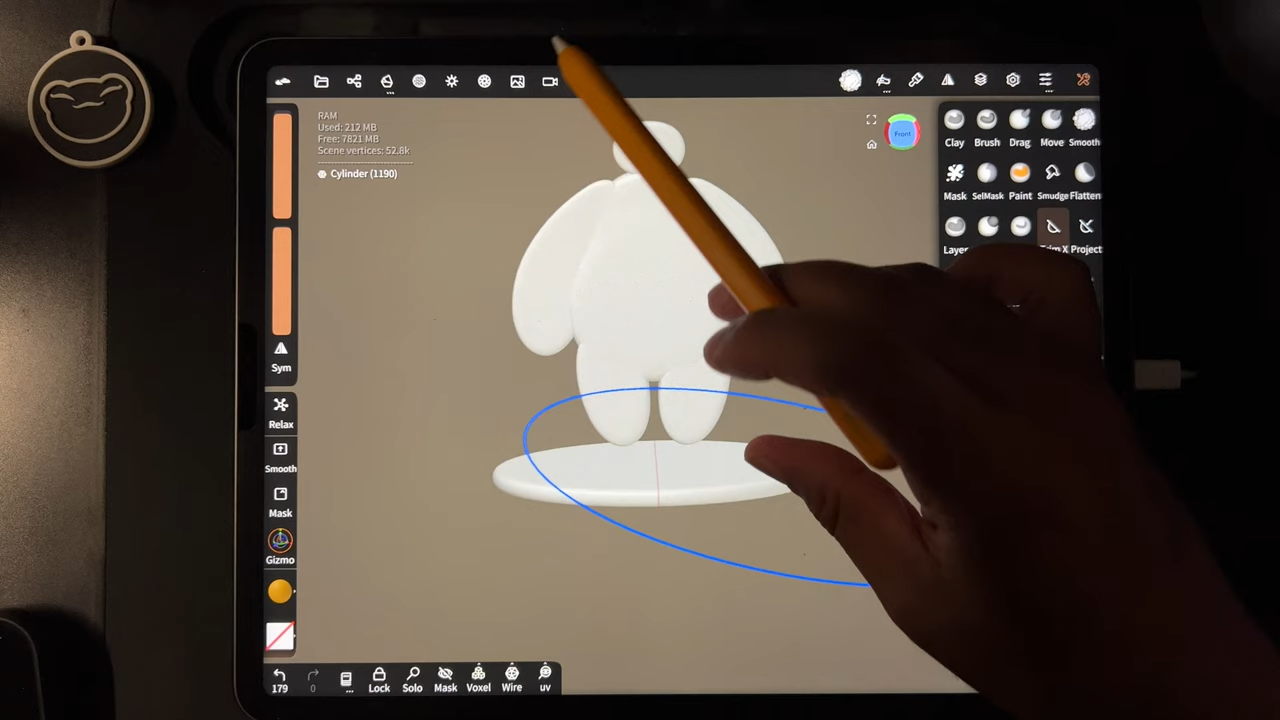 RAM
Used: 212 MB
Free: 7821 MB
Scene vertices: 52.8k
Cylinder (1190)
Front
Clay Brush Drag Move Smooth
Mask SelMask Paint Smudge Flatten
Layer Trim X Project
Sym
Relax
Smooth
Mask
Gizmo
179 0 Lock Solo Mask Voxel Wire uv